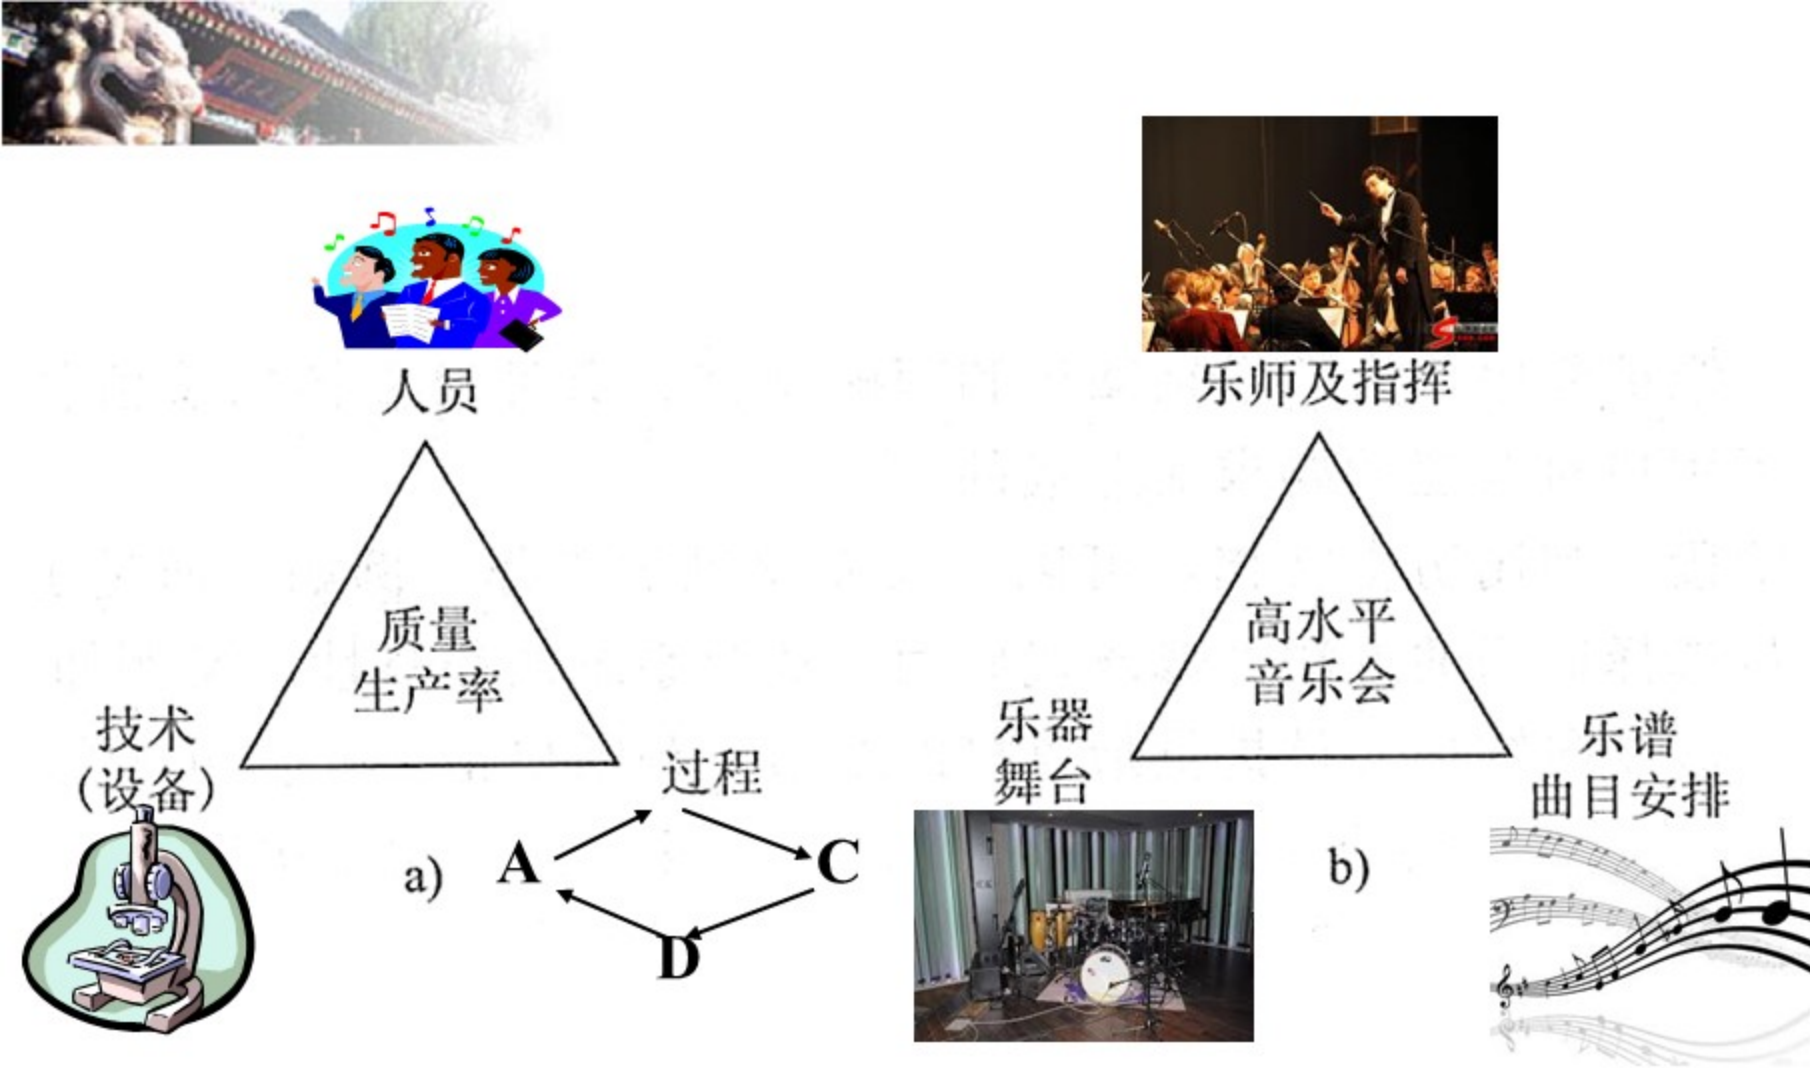 人员
质量
生产率
技术
(设备)
过程
A
C
D
a)
乐师及指挥
高水平
音乐会
乐器
舞台
乐谱
曲目安排
b)